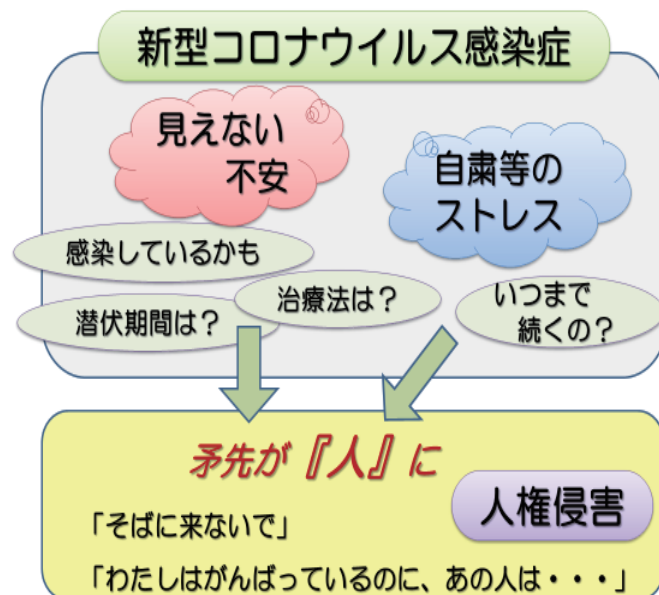 新型コロナウイルス感染症
見えない
不安
自粛等の
ストレス
感染しているかも
潜伏期間は？
治療法は？
いつまで
続くの？
矛先が『人』に
人権侵害
「そばに来ないで」
「わたしはがんばっているのに、あの人は・・・」